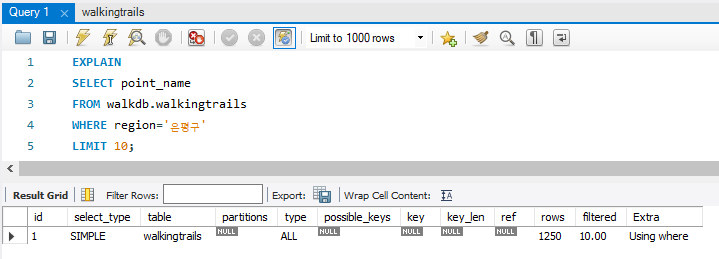 Query 1 × walkingtrails
Limit to 1000 rows
1 EXPLAIN
2 SELECT point_name
3 FROM walkdb.walkingtrails
4 WHERE region='은평구'
5 LIMIT 10;
Result Grid Filter Rows: Export: Wrap Cell Content:
id select_type table partitions type possible_keys key key_len ref rows filtered Extra
1 SIMPLE walkingtrails NULL ALL NULL NULL NULL NULL 1250 10.00 Using where